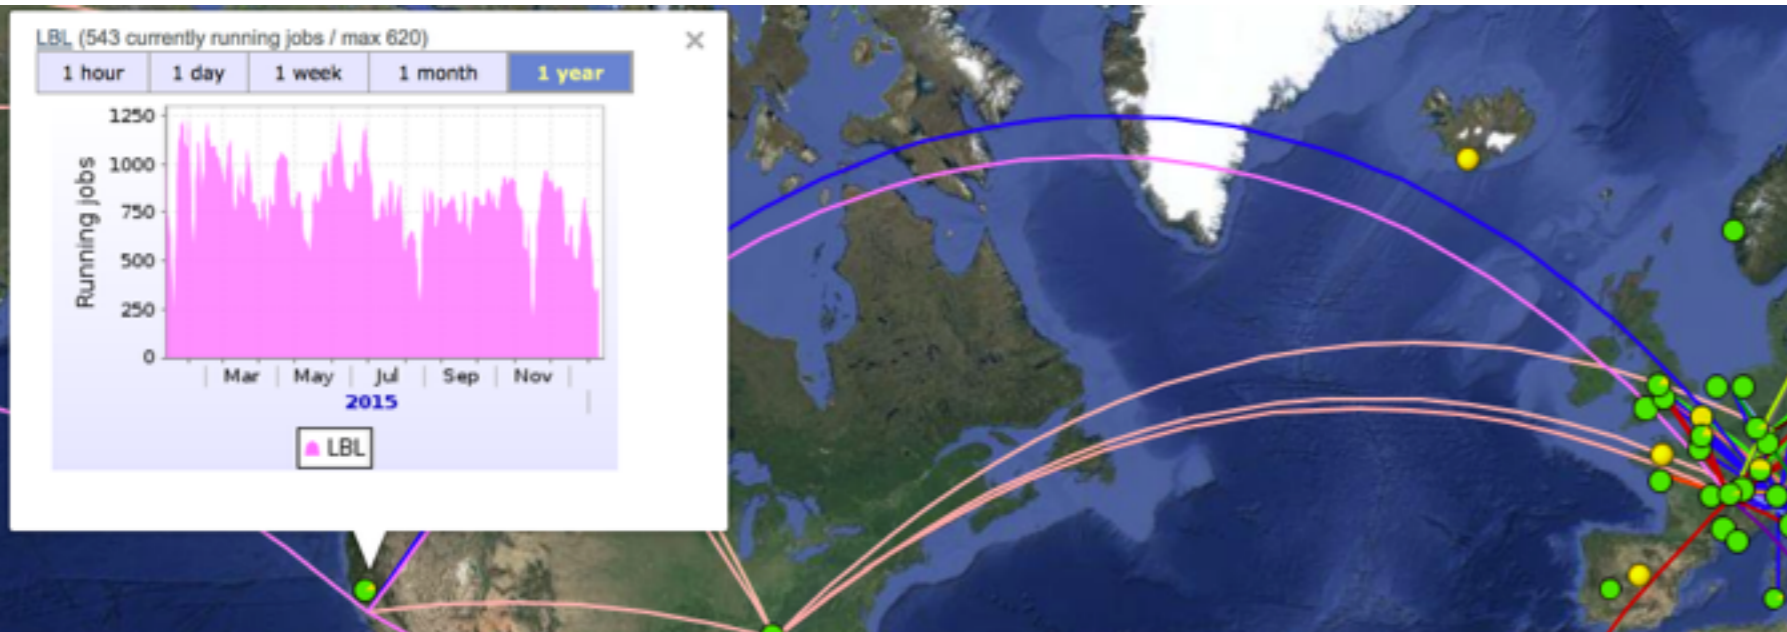 LBL (543 currently running jobs / max 620)
×
1 hour 1 day 1 week 1 month 1 year
1250
1000
750
500
250
0
Running jobs
Mar May Jul Sep Nov
2015
LBL